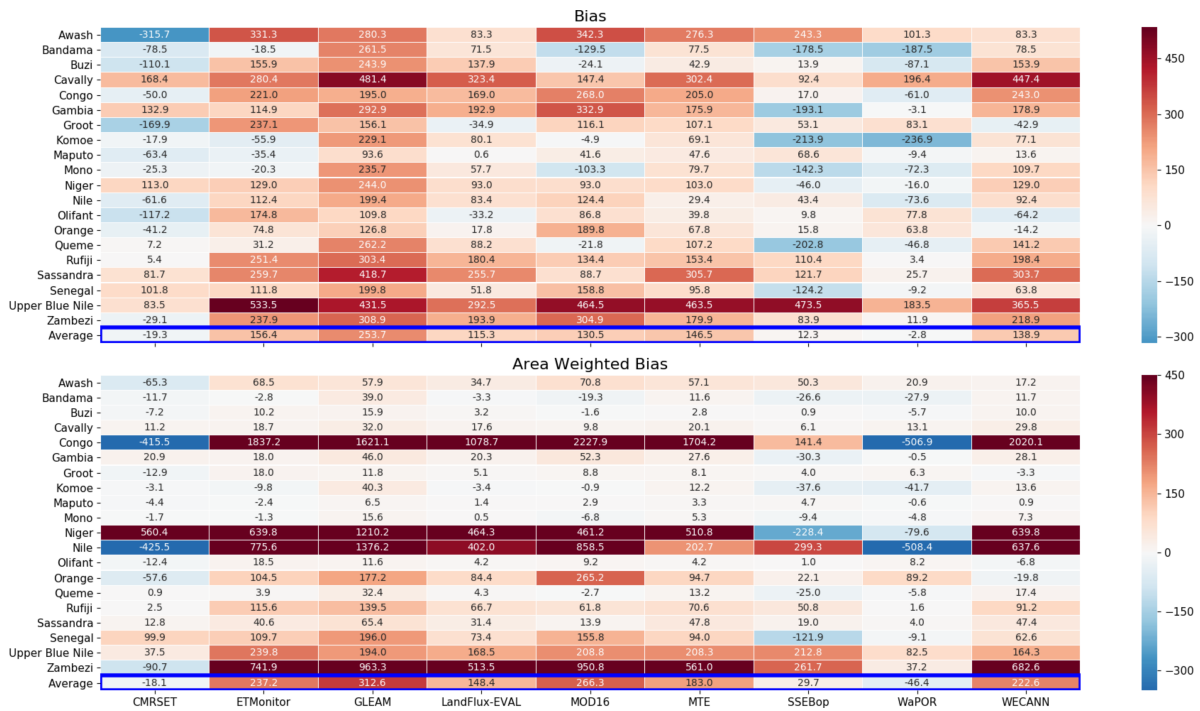 Bias
Awash -315.7 331.3 280.3 83.3 342.3 276.3 243.3 101.3 83.3
Bandama -78.5 -18.5 261.5 71.5 -129.5 77.5 -178.5 -187.5 78.5
Buzi -110.1 155.9 243.9 137.9 -24.1 42.9 13.9 -87.1 153.9
Cavally 168.4 280.4 481.4 323.4 147.4 302.4 92.4 196.4 447.4
Congo -50.0 221.0 195.0 169.0 268.0 205.0 17.0 -61.0 243.0
Gambia 132.9 114.9 292.9 192.9 332.9 175.9 -193.1 -3.1 178.9
Groot -169.9 237.1 156.1 -34.9 116.1 107.1 53.1 83.1 -42.9
Komoe -17.9 -55.9 229.1 80.1 -4.9 69.1 -213.9 -236.9 77.1
Maputo -63.4 -35.4 93.6 0.6 41.6 47.6 68.6 -9.4 13.6
Mono -25.3 -20.3 235.7 57.7 -103.3 79.7 -142.3 -72.3 109.7
Niger 113.0 129.0 244.0 93.0 93.0 103.0 -46.0 -16.0 129.0
Nile -61.6 112.4 199.4 83.4 124.4 29.4 43.4 -73.6 92.4
Olifant -117.2 174.8 109.8 -33.2 86.8 39.8 9.8 77.8 -64.2
Orange -41.2 74.8 126.8 17.8 189.8 67.8 15.8 63.8 -14.2
Queme 7.2 31.2 262.2 88.2 -21.8 107.2 -202.8 -46.8 141.2
Rufiji 5.4 251.4 303.4 180.4 134.4 153.4 110.4 3.4 198.4
Sassandra 81.7 259.7 418.7 255.7 88.7 305.7 121.7 25.7 303.7
Senegal 101.8 111.8 199.8 51.8 158.8 95.8 -124.2 -9.2 63.8
Upper Blue Nile 83.5 533.5 431.5 292.5 464.5 463.5 473.5 183.5 365.5
Zambezi -29.1 237.9 308.9 193.9 304.9 179.9 83.9 11.9 218.9
Average -19.3 156.4 253.7 115.3 130.5 146.5 12.3 -2.8 138.9
450
300
150
0
−150
−300
Area Weighted Bias
Awash -65.3 68.5 57.9 34.7 70.8 57.1 50.3 20.9 17.2
Bandama -11.7 -2.8 39.0 -3.3 -19.3 11.6 -26.6 -27.9 11.7
Buzi -7.2 10.2 15.9 3.2 -1.6 2.8 0.9 -5.7 10.0
Cavally 11.2 18.7 32.0 17.6 9.8 20.1 6.1 13.1 29.8
Congo -415.5 1837.2 1621.1 1078.7 2227.9 1704.2 141.4 -506.9 2020.1
Gambia 20.9 18.0 46.0 20.3 52.3 27.6 -30.3 -0.5 28.1
Groot -12.9 18.0 11.8 5.1 8.8 8.1 4.0 6.3 -3.3
Komoe -3.1 -9.8 40.3 -3.4 -0.9 12.2 -37.6 -41.7 13.6
Maputo -4.4 -2.4 6.5 1.4 2.9 3.3 4.7 -0.6 0.9
Mono -1.7 -1.3 15.6 0.5 -6.8 5.3 -9.4 -4.8 7.3
Niger 560.4 639.8 1210.2 464.3 461.2 510.8 -228.4 -79.6 639.8
Nile -425.5 775.6 1376.2 402.0 858.5 202.7 299.3 -508.4 637.6
Olifant -12.4 18.5 11.6 4.2 9.2 4.2 1.0 8.2 -6.8
Orange -57.6 104.5 177.2 84.4 265.2 94.7 22.1 89.2 -19.8
Queme 0.9 3.9 32.4 4.3 -2.7 13.2 -25.0 -5.8 17.4
Rufiji 2.5 115.6 139.5 66.7 61.8 70.6 50.8 1.6 91.2
Sassandra 12.8 40.6 65.4 31.4 13.9 47.8 19.0 4.0 47.4
Senegal 99.9 109.7 196.0 73.4 155.8 94.0 -121.9 -9.1 62.6
Upper Blue Nile 37.5 239.8 194.0 168.5 208.8 208.3 212.8 82.5 164.3
Zambezi -90.7 741.9 963.3 513.5 950.8 561.0 261.7 37.2 682.6
Average -18.1 237.2 312.6 148.4 266.3 183.0 29.7 -46.4 222.6
CMRSET ETMonitor GLEAM LandFlux-EVAL MOD16 MTE SSEBop WaPOR WECANN
450
300
150
0
−150
−300